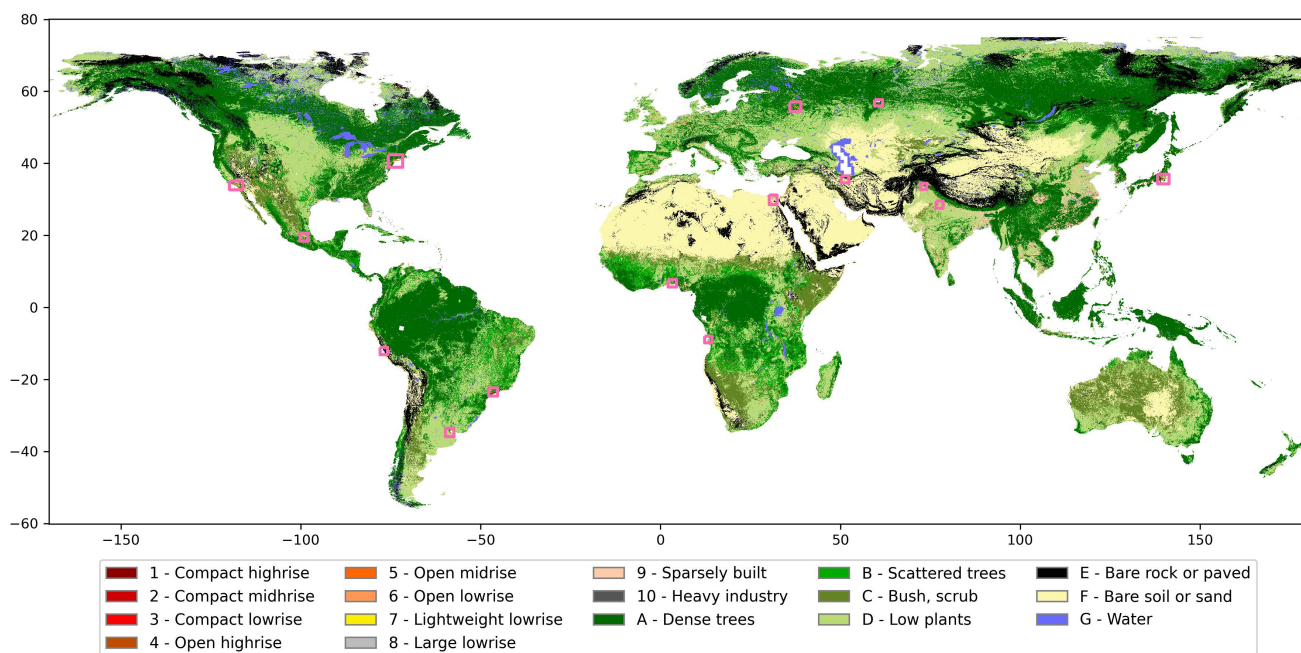 80
60
40
20
0
−20
−40
−60
−150 −100 −50 0 50 100 150
1 - Compact highrise 5 - Open midrise 9 - Sparsely built B - Scattered trees E - Bare rock or paved
2 - Compact midhrise 6 - Open lowrise 10 - Heavy industry C - Bush, scrub F - Bare soil or sand
3 - Compact lowrise 7 - Lightweight lowrise A - Dense trees D - Low plants G - Water
4 - Open highrise 8 - Large lowrise